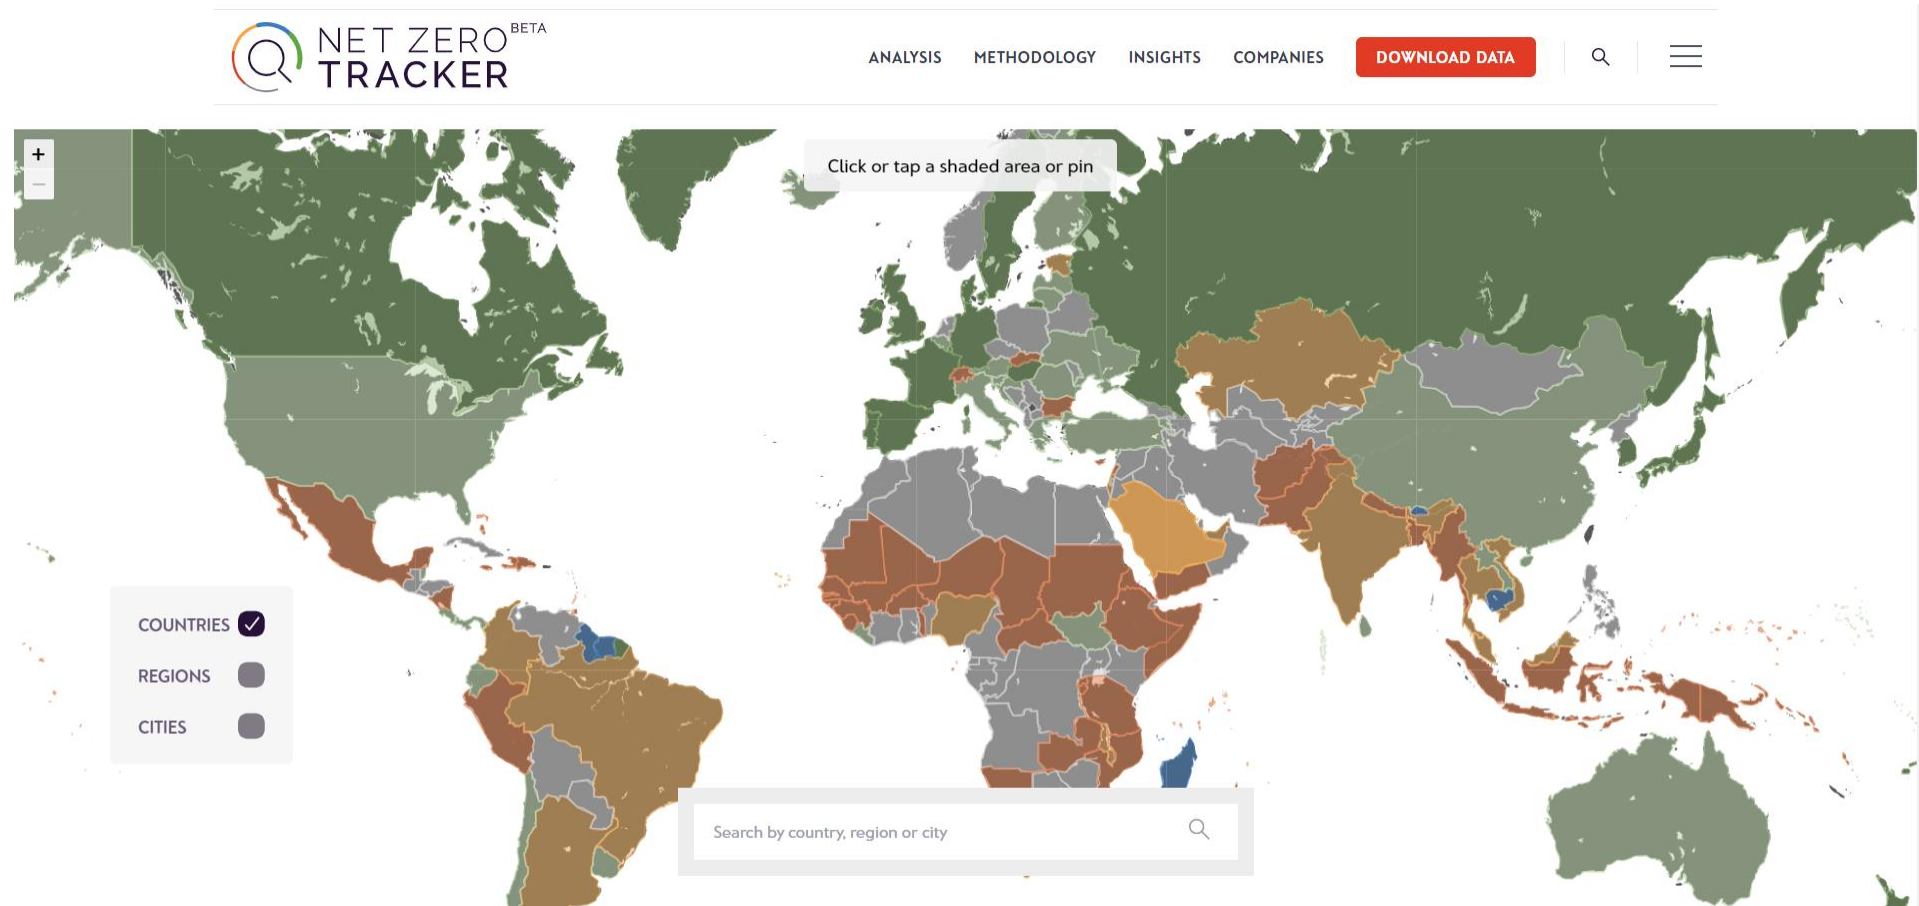 NET ZERO BETA
TRACKER
ANALYSIS METHODOLOGY INSIGHTS COMPANIES DOWNLOAD DATA
+
−
Click or tap a shaded area or pin
COUNTRIES
REGIONS
CITIES
Search by country, region or city